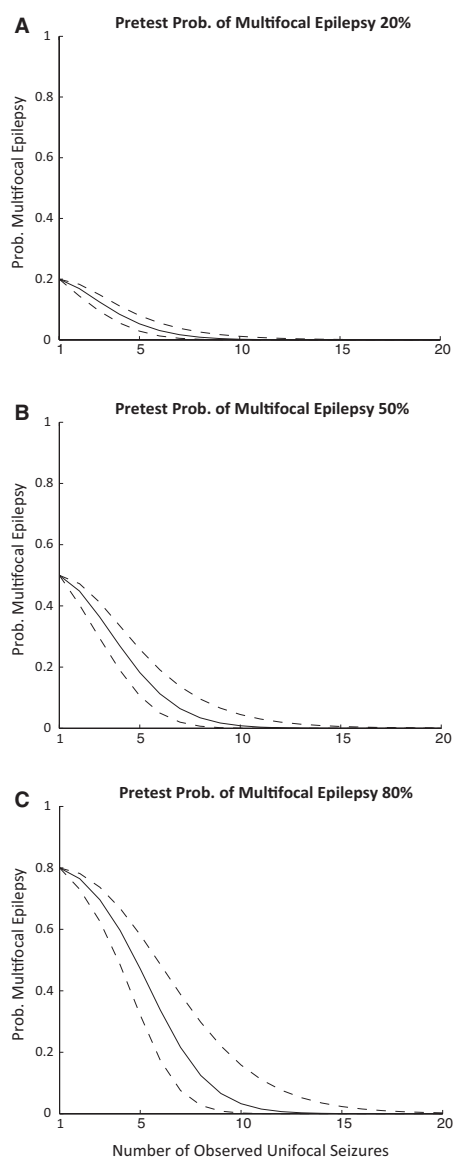 A
Pretest Prob. of Multifocal Epilepsy 20%
1
0.8
0.6
0.4
0.2
0
Prob. Multifocal Epilepsy
1 5 10 15 20
B
Pretest Prob. of Multifocal Epilepsy 50%
1
0.8
0.6
0.4
0.2
0
Prob. Multifocal Epilepsy
1 5 10 15 20
C
Pretest Prob. of Multifocal Epilepsy 80%
1
0.8
0.6
0.4
0.2
0
Prob. Multifocal Epilepsy
1 5 10 15 20
Number of Observed Unifocal Seizures